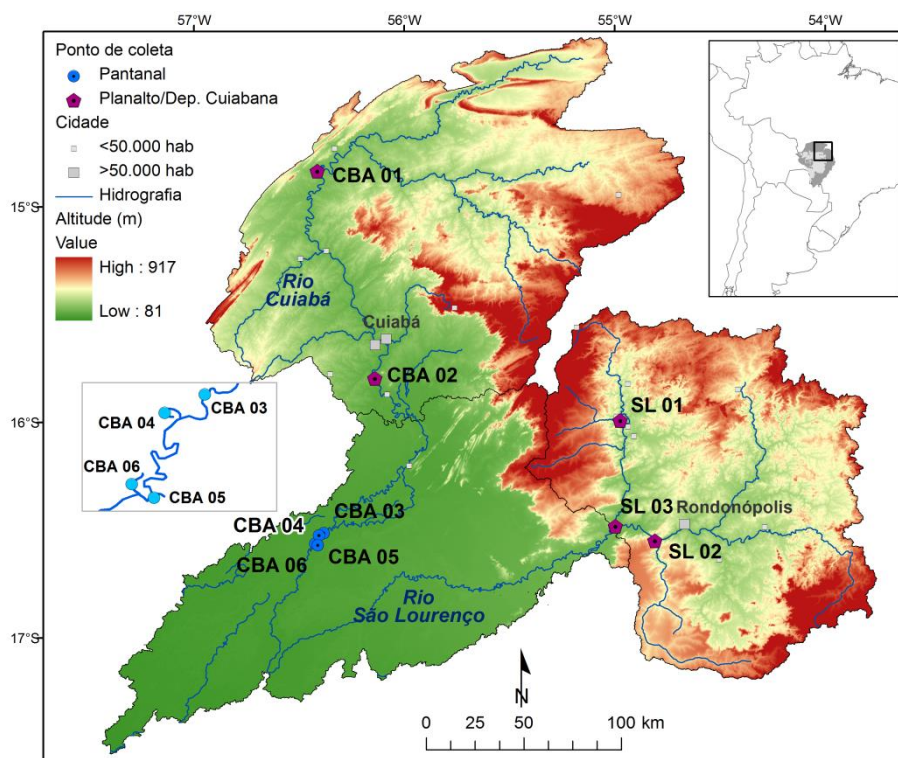 57°W
56°W
55°W
54°W
Ponto de coleta
Pantanal
Planalto/Dep. Cuiabana
Cidade
<50.000 hab
>50.000 hab
Hidrografia
Altitude (m)
Value
High : 917
Low : 81
15°S
16°S
17°S
CBA 01
Rio
Cuiabá
Cuiabá
CBA 02
CBA 03
CBA 04
CBA 06
CBA 05
SL 01
SL 03
Rondonópolis
SL 02
CBA 03
CBA 04
CBA 05
CBA 06
Rio
São Lourenço
N
0 25 50 100 km